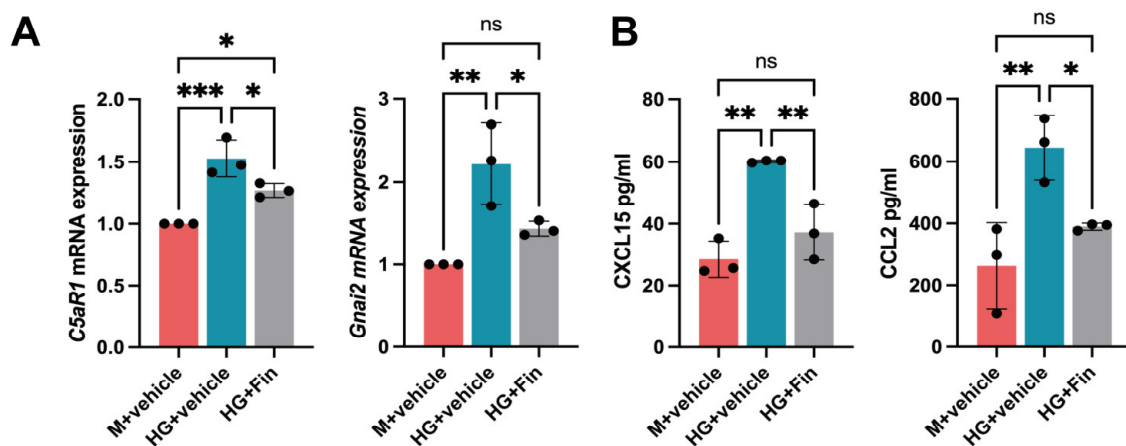 A
B
*
***
*
C5aR1 mRNA expression
2.0
1.5
1.0
0.5
0.0
M+vehicle
HG+vehicle
HG+Fin
ns
**
*
Gnai2 mRNA expression
3
2
1
0
M+vehicle
HG+vehicle
HG+Fin
ns
**
**
CXCL15 pg/ml
80
60
40
20
0
M+vehicle
HG+vehicle
HG+Fin
ns
**
*
CCL2 pg/ml
800
600
400
200
0
M+vehicle
HG+vehicle
HG+Fin